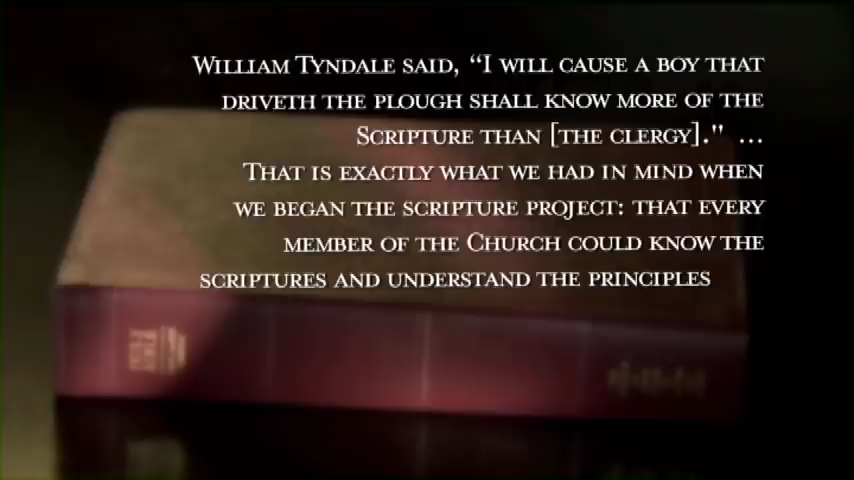 William Tyndale said, “I will cause a boy that
driveth the plough shall know more of the
Scripture than [the clergy]." ...
That is exactly what we had in mind when
we began the scripture project: that every
member of the Church could know the
scriptures and understand the principles